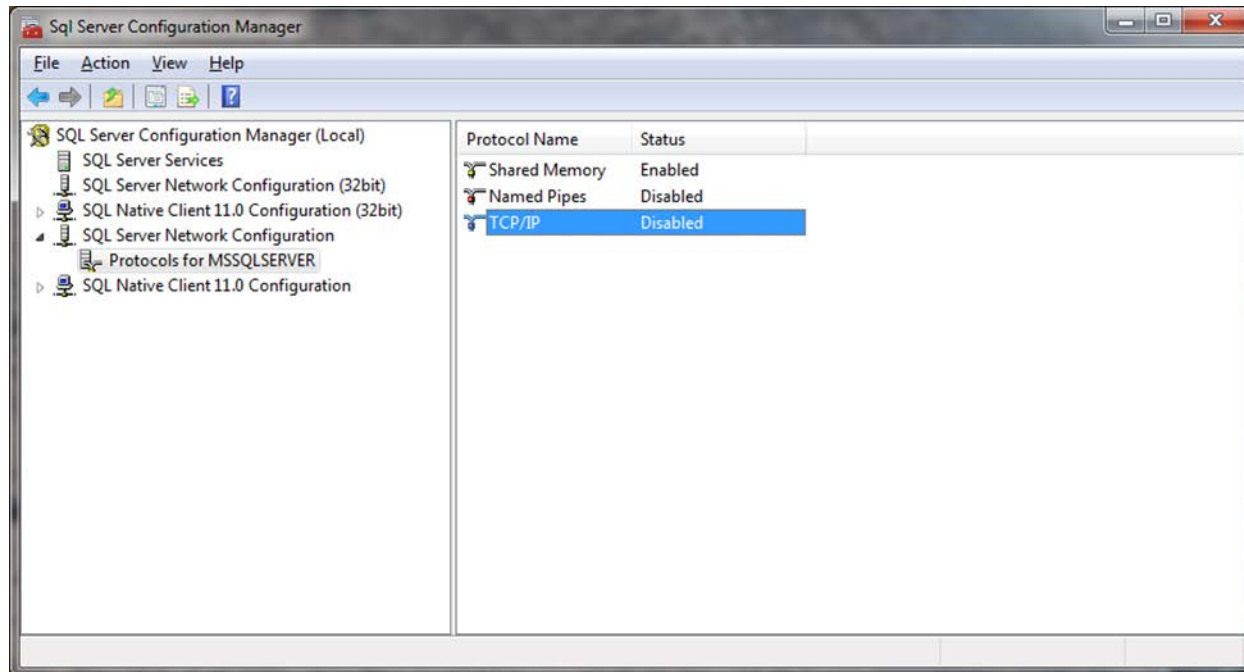 Sql Server Configuration Manager
File Action View Help
SQL Server Configuration Manager (Local)
SQL Server Services
SQL Server Network Configuration (32bit)
SQL Native Client 11.0 Configuration (32bit)
SQL Server Network Configuration
Protocols for MSSQLSERVER
SQL Native Client 11.0 Configuration
Protocol Name Status
Shared Memory Enabled
Named Pipes Disabled
TCP/IP Disabled